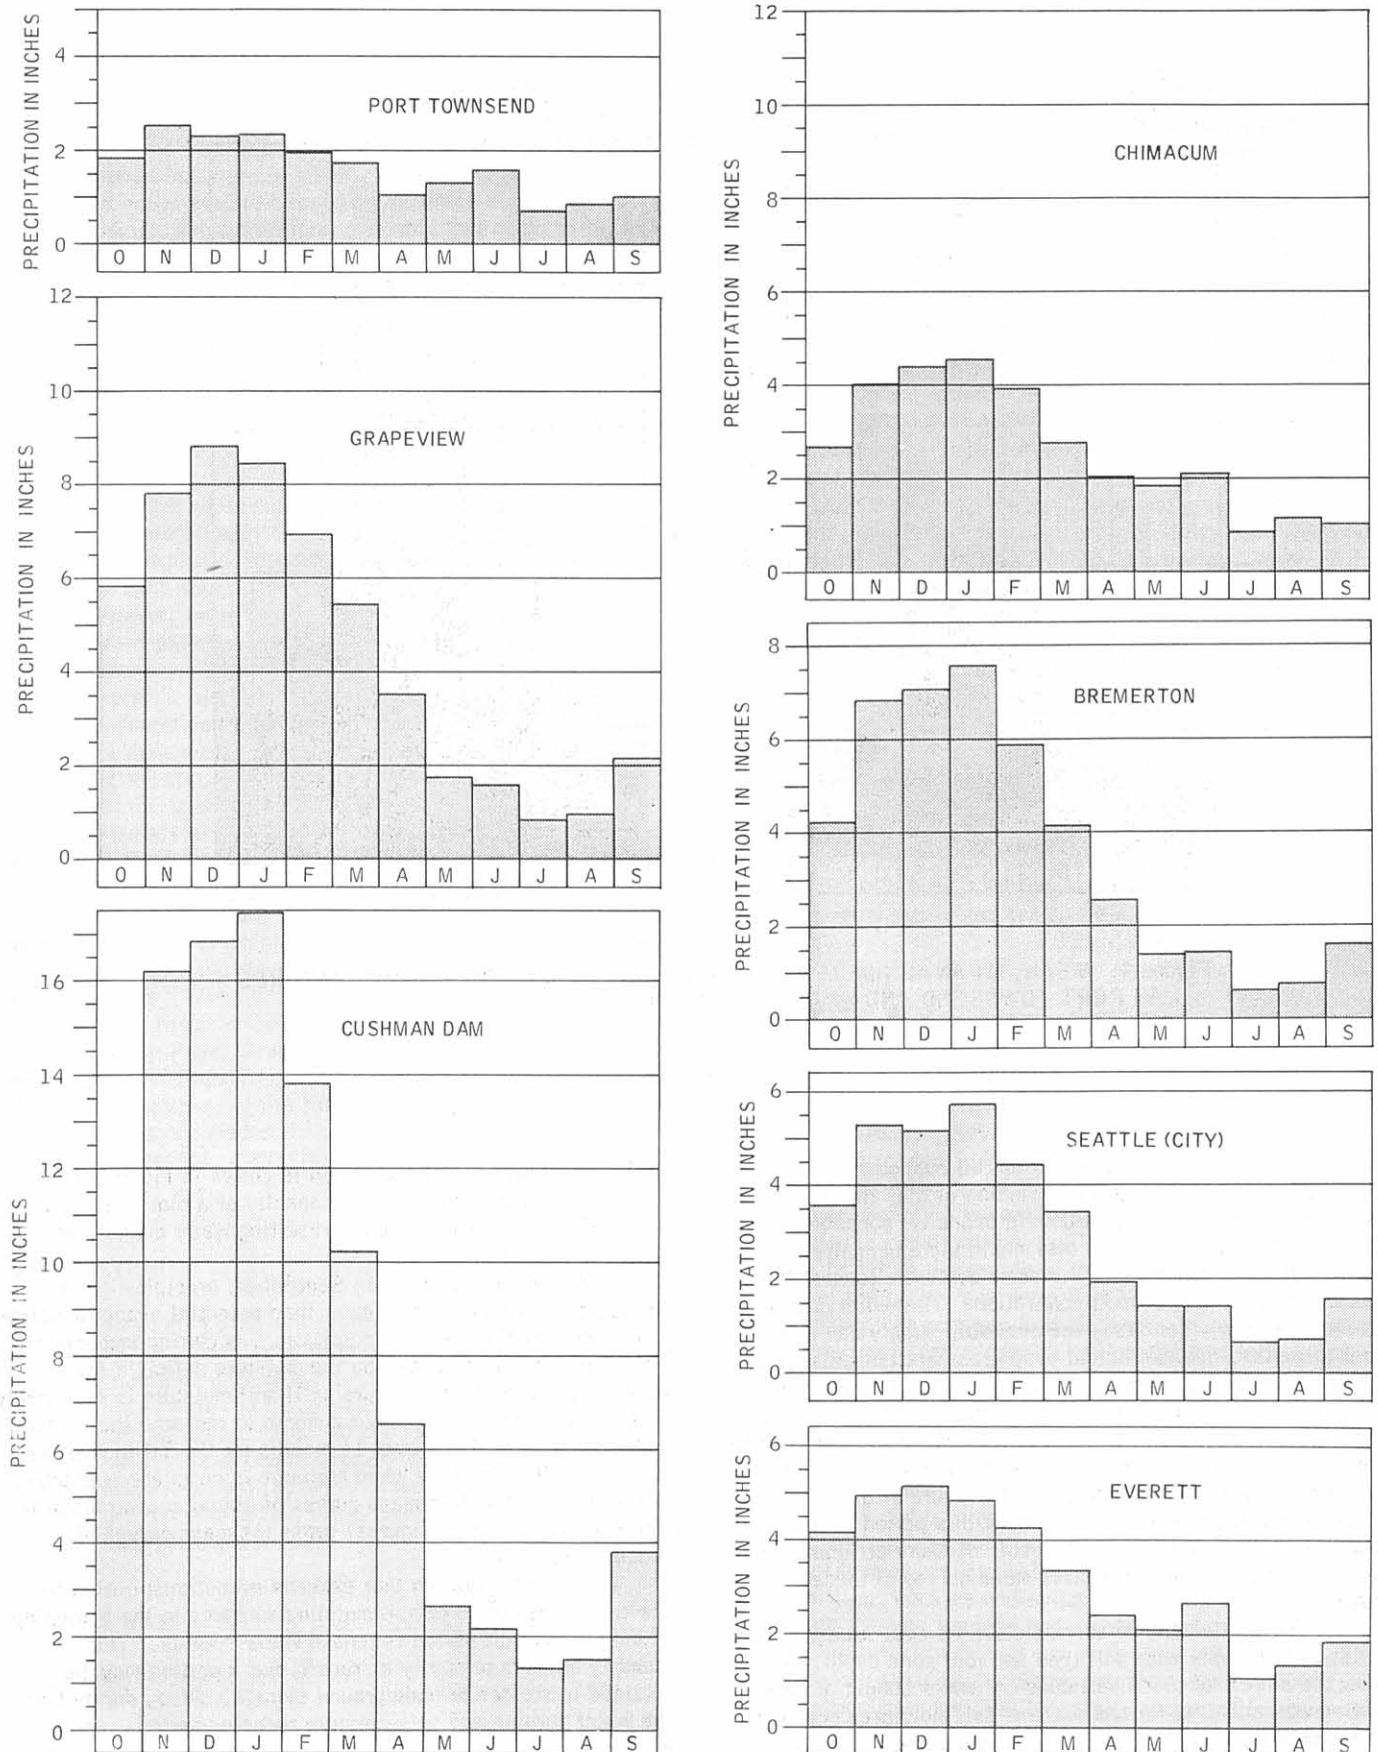 PRECIPITATION IN INCHES
4
2
0
PORT TOWNSEND
O N D J F M A M J J A S
PRECIPITATION IN INCHES
12
10
8
6
4
2
0
GRAPEVIEW
O N D J F M A M J J A S
PRECIPITATION IN INCHES
16
14
12
10
8
6
4
2
0
CUSHMAN DAM
O N D J F M A M J J A S
PRECIPITATION IN INCHES
12
10
8
6
4
2
0
CHIMACUM
O N D J F M A M J J A S
PRECIPITATION IN INCHES
8
6
4
2
0
BREMERTON
O N D J F M A M J J A S
PRECIPITATION IN INCHES
6
4
2
0
SEATTLE (CITY)
O N D J F M A M J J A S
PRECIPITATION IN INCHES
6
4
2
0
EVERETT
O N D J F M A M J J A S